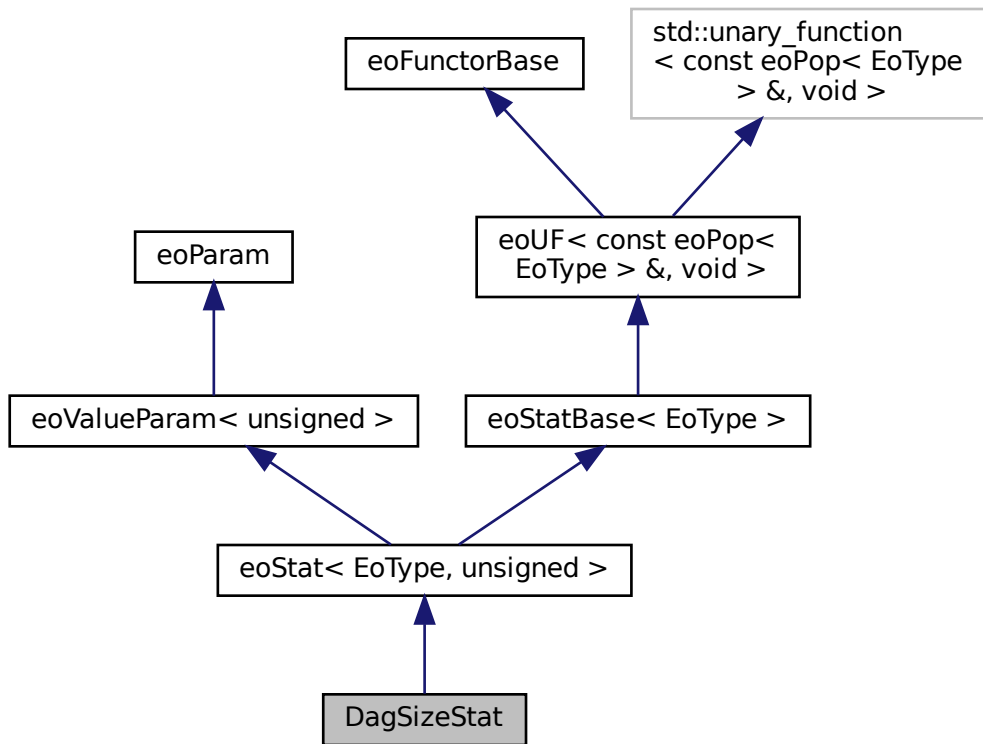 eoFunctorBase
std::unary_function
< const eoPop< EoType
> &, void >
eoParam
eoUF< const eoPop<
EoType > &, void >
eoValueParam< unsigned >
eoStatBase< EoType >
eoStat< EoType, unsigned >
DagSizeStat